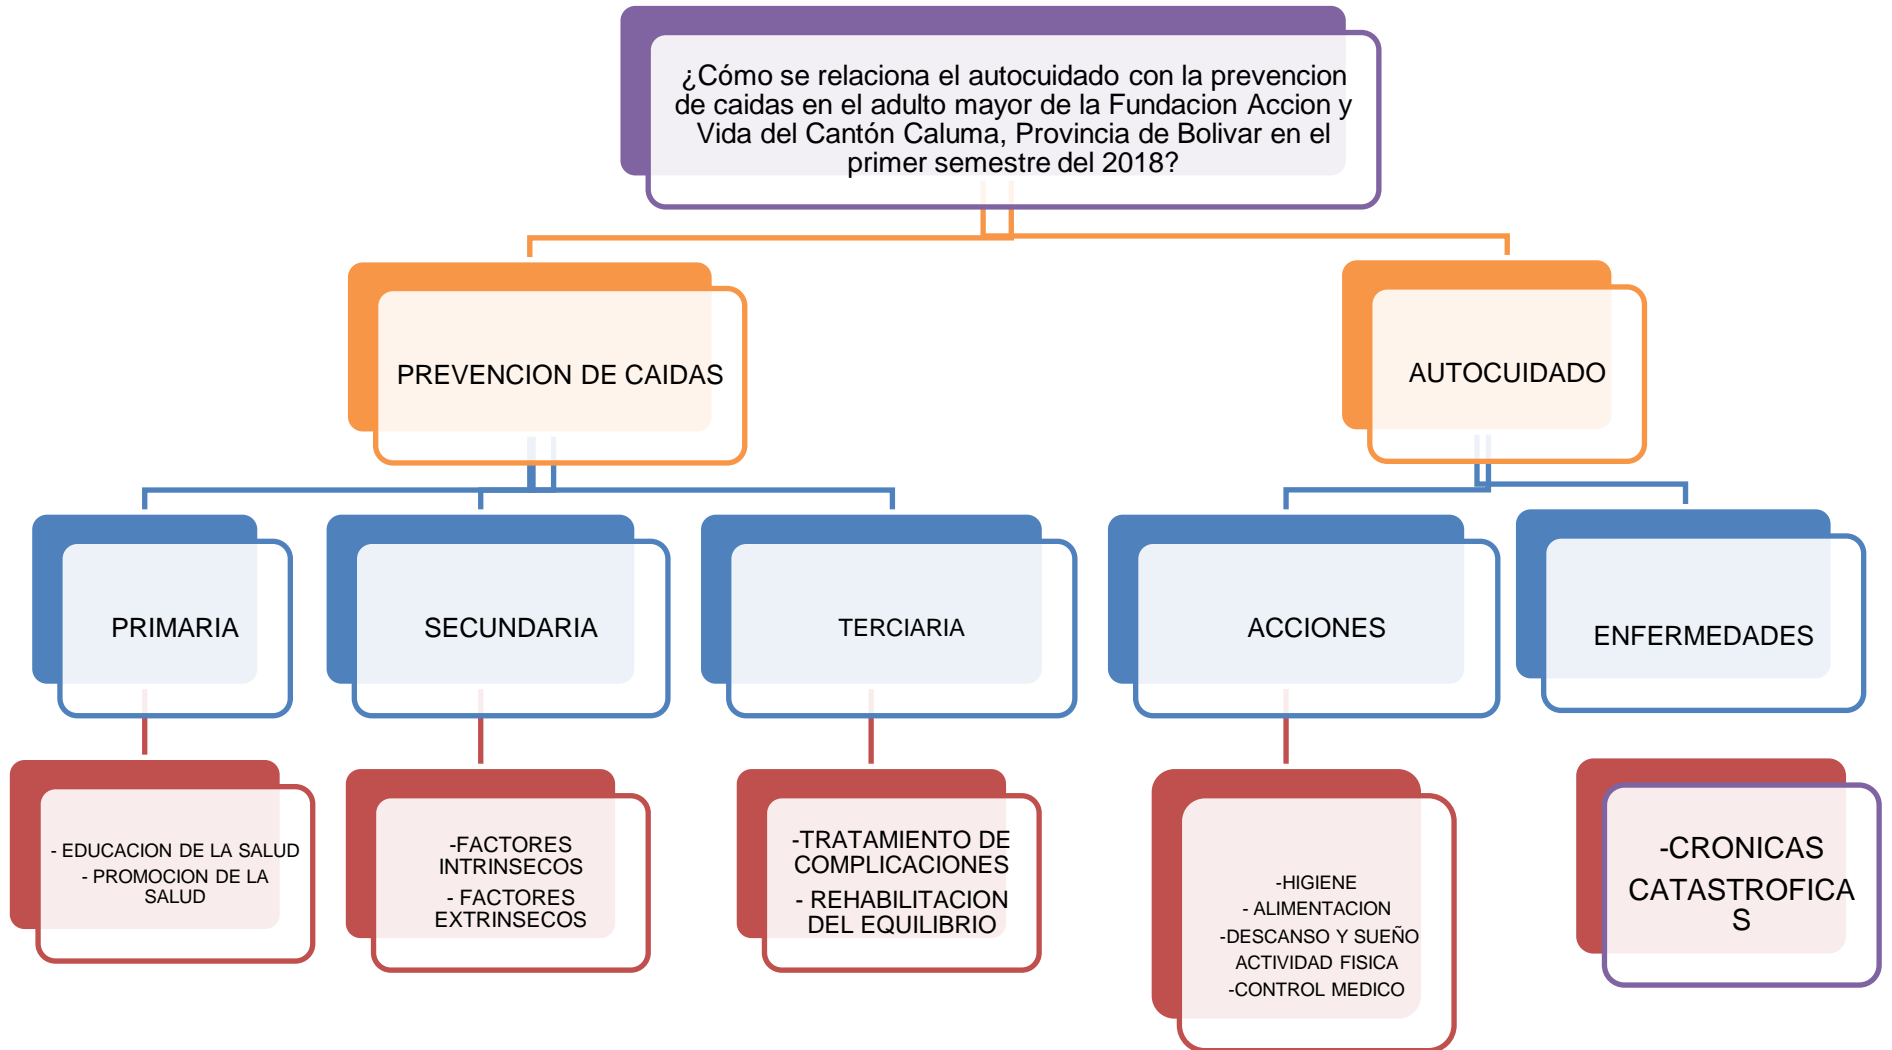 ¿Cómo se relaciona el autocuidado con la prevencion
de caidas en el adulto mayor de la Fundacion Accion y
Vida del Cantón Caluma, Provincia de Bolivar en el
primer semestre del 2018?
PREVENCION DE CAIDAS
AUTOCUIDADO
PRIMARIA
SECUNDARIA
TERCIARIA
ACCIONES
ENFERMEDADES
- EDUCACION DE LA SALUD
- PROMOCION DE LA
SALUD
-FACTORES
INTRINSECOS
- FACTORES
EXTRINSECOS
-TRATAMIENTO DE
COMPLICACIONES
- REHABILITACION
DEL EQUILIBRIO
-HIGIENE
- ALIMENTACION
-DESCANSO Y SUEÑO
ACTIVIDAD FISICA
-CONTROL MEDICO
-CRONICAS
CATASTROFICA
S